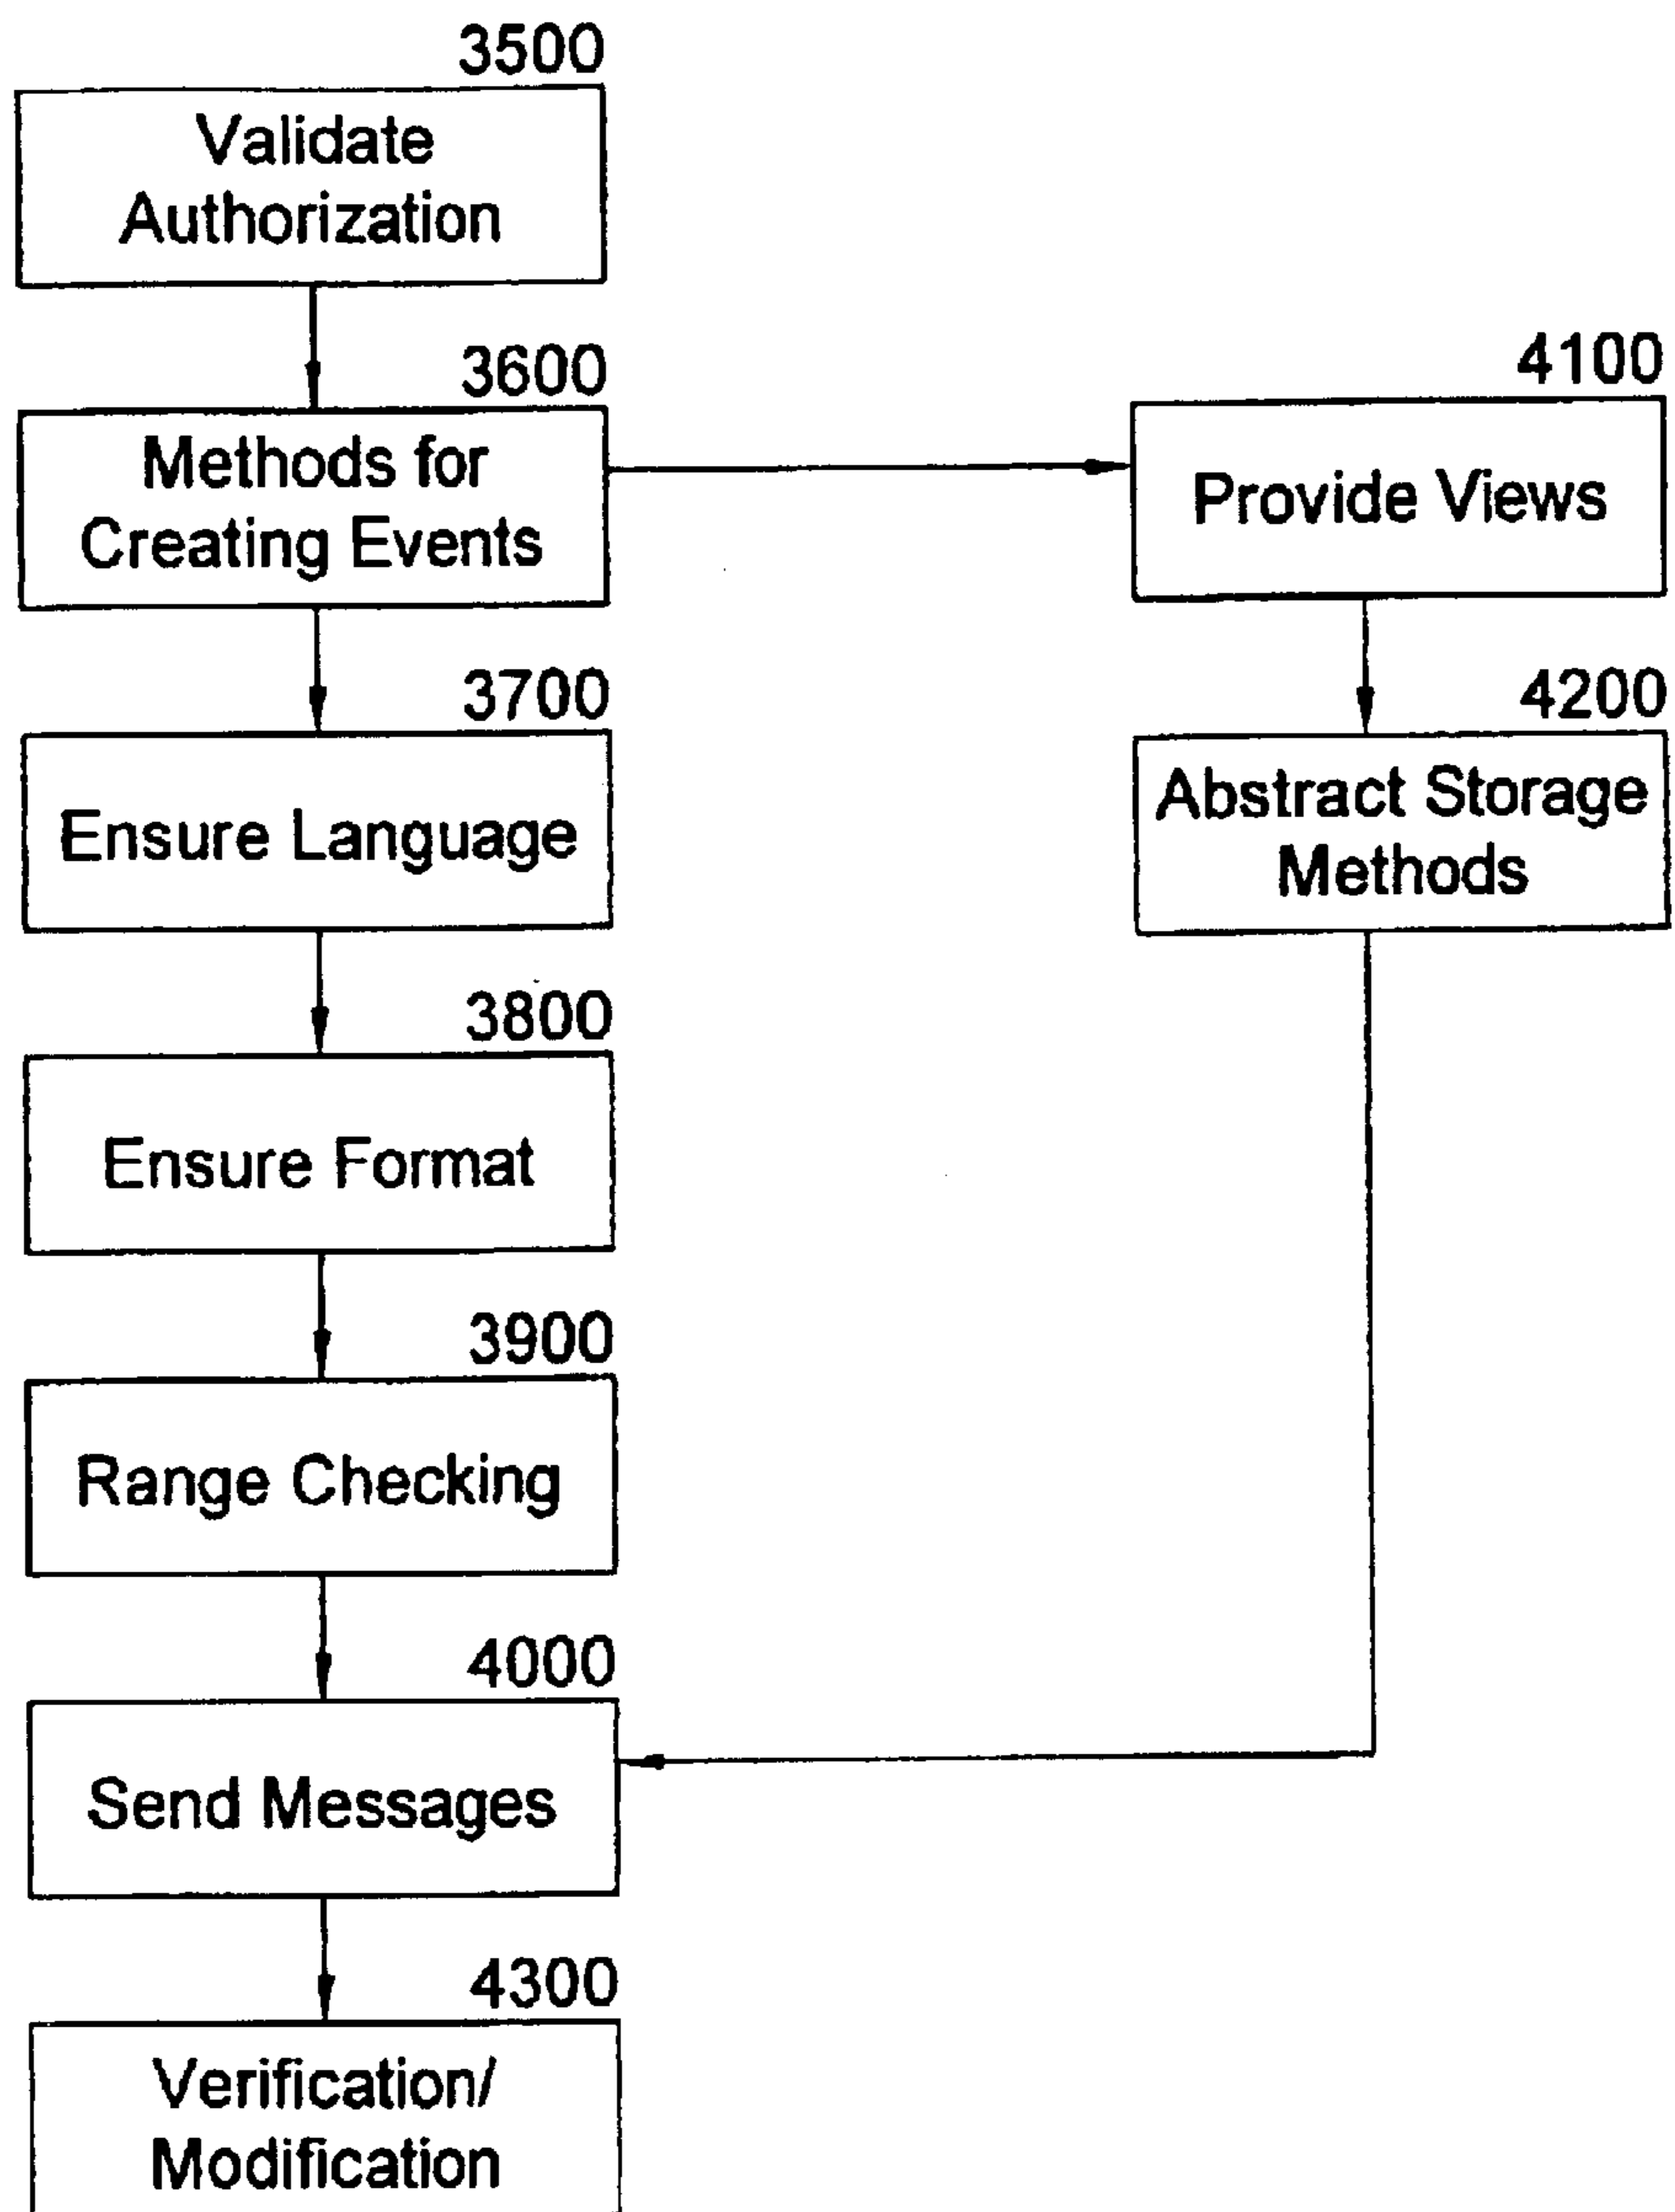 3500
Validate
Authorization
3600
Methods for
Creating Events
4100
Provide Views
3700
Ensure Language
4200
Abstract Storage
Methods
3800
Ensure Format
3900
Range Checking
4000
Send Messages
4300
Verification/
Modification